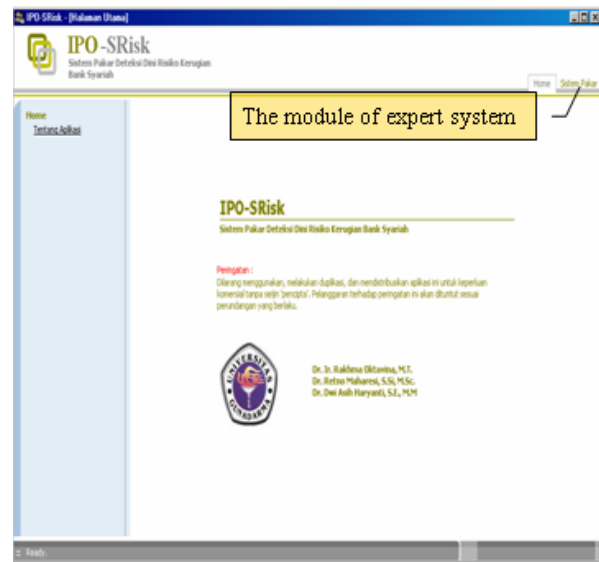 IPO-SRisk - [Halaman Utama]
IPO-SRisk
Sistem Pakar Deteksi Dini Risiko Kerugian
Bank Syariah
Home
Sistem Pakar
The module of expert system
Home
Tentang Aplikasi
IPO-SRisk
Sistem Pakar Deteksi Dini Risiko Kerugian Bank Syariah
Peringatan :
Dilarang menggunakan, melakukan duplikasi, dan mendistribusikan aplikasi ini untuk keperluan
komersial tanpa seijin 'pencipta'. Pelanggaran terhadap peringatan ini akan dituntut sesuai
perundangan yang berlaku.
UNIVERSITAS
GUNADARMA
Dr. Ir. Rakhma Oktavina, M.T.
Dr. Retno Maharesi, S.Si, M.Sc.
Dr. Dwi Asih Haryanti, S.E., M.M
Ready.